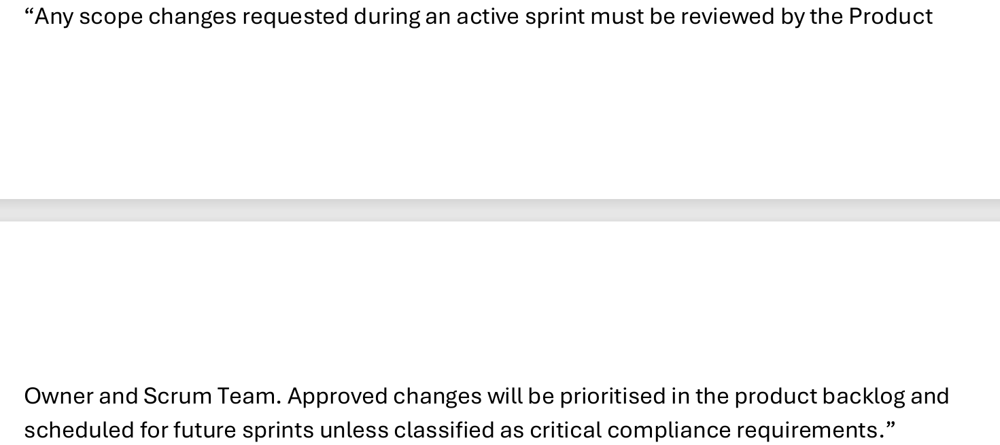 “Any scope changes requested during an active sprint must be reviewed by the Product
Owner and Scrum Team. Approved changes will be prioritised in the product backlog and
scheduled for future sprints unless classified as critical compliance requirements.”